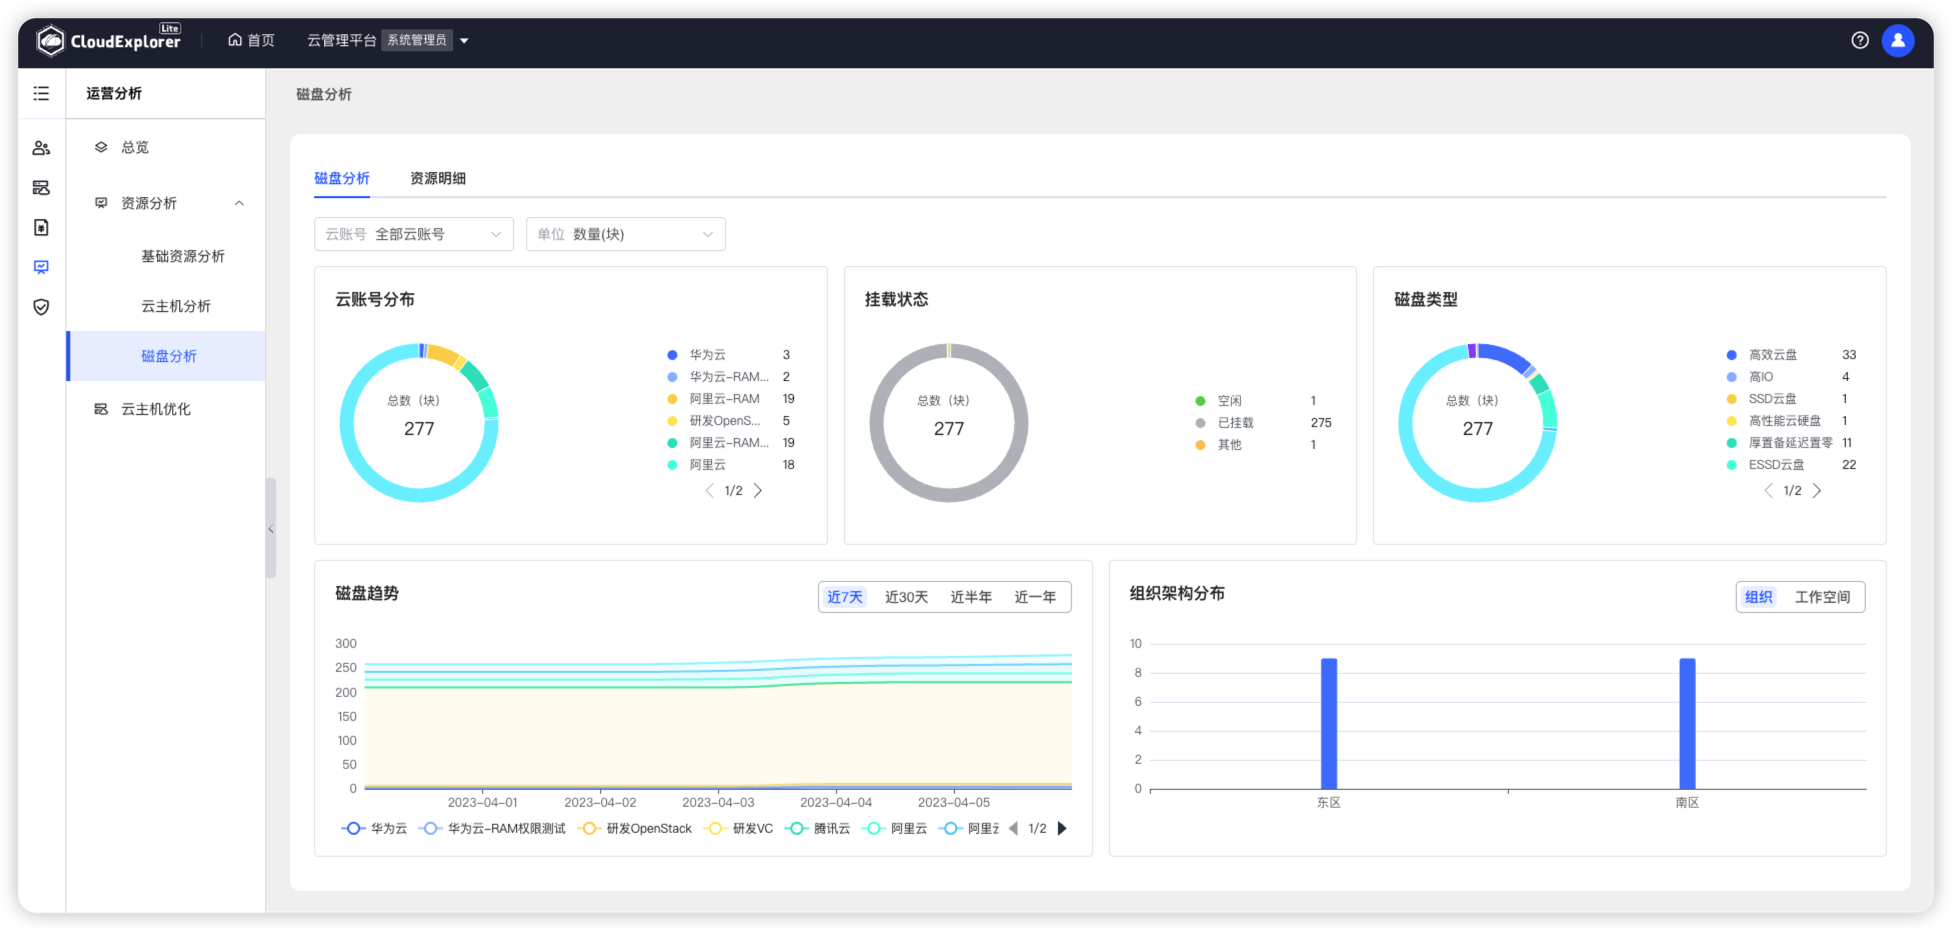 CloudExplorer Lite 首页 云管理平台 系统管理员
运营分析
总览
资源分析
基础资源分析
云主机分析
磁盘分析
云主机优化
磁盘分析
磁盘分析 资源明细
云账号 全部云账号 单位 数量(块)
云账号分布
总数（块）
277
华为云 3
华为云-RAM... 2
阿里云-RAM 19
研发OpenS... 5
阿里云-RAM... 19
阿里云 18
1/2
挂载状态
总数（块）
277
空闲 1
已挂载 275
其他 1
磁盘类型
总数（块）
277
高效云盘 33
高IO 4
SSD云盘 1
高性能云硬盘 1
厚置备延迟置零 11
ESSD云盘 22
1/2
磁盘趋势
近7天 近30天 近半年 近一年
300
250
200
150
100
50
0
2023-04-01 2023-04-02 2023-04-03 2023-04-04 2023-04-05
华为云 华为云-RAM权限测试 研发OpenStack 研发VC 腾讯云 阿里云 阿里 1/2
组织架构分布
组织 工作空间
10
8
6
4
2
0
东区 南区